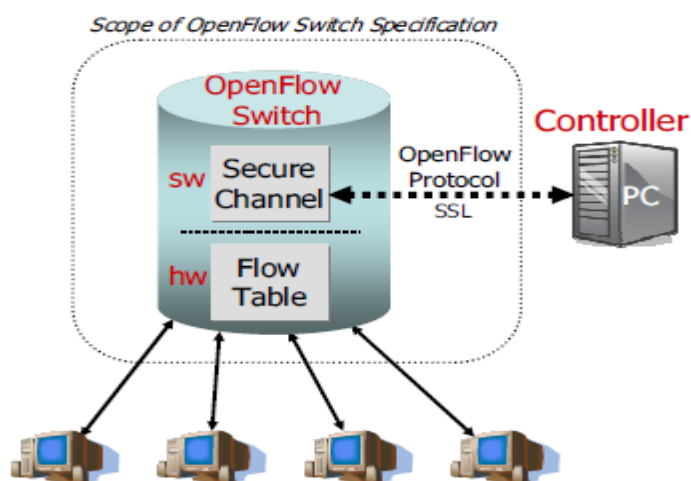 Scope of OpenFlow Switch Specification
OpenFlow
Switch
Controller
sw
Secure
Channel
OpenFlow
Protocol
SSL
PC
hw
Flow
Table